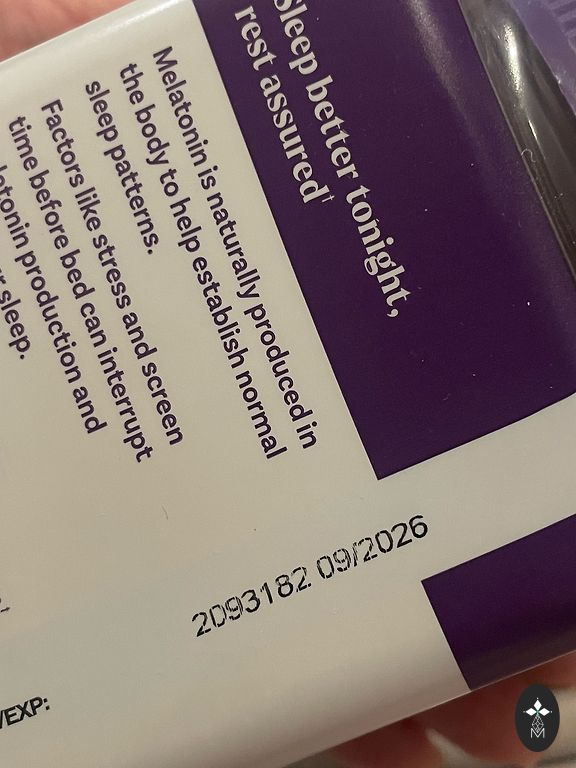 Sleep better tonight,
rest assured†
Melatonin is naturally produced in
the body to help establish normal
sleep patterns.
Factors like stress and screen
time before bed can interrupt
production and
sleep.
2093182 09/2026
/EXP: